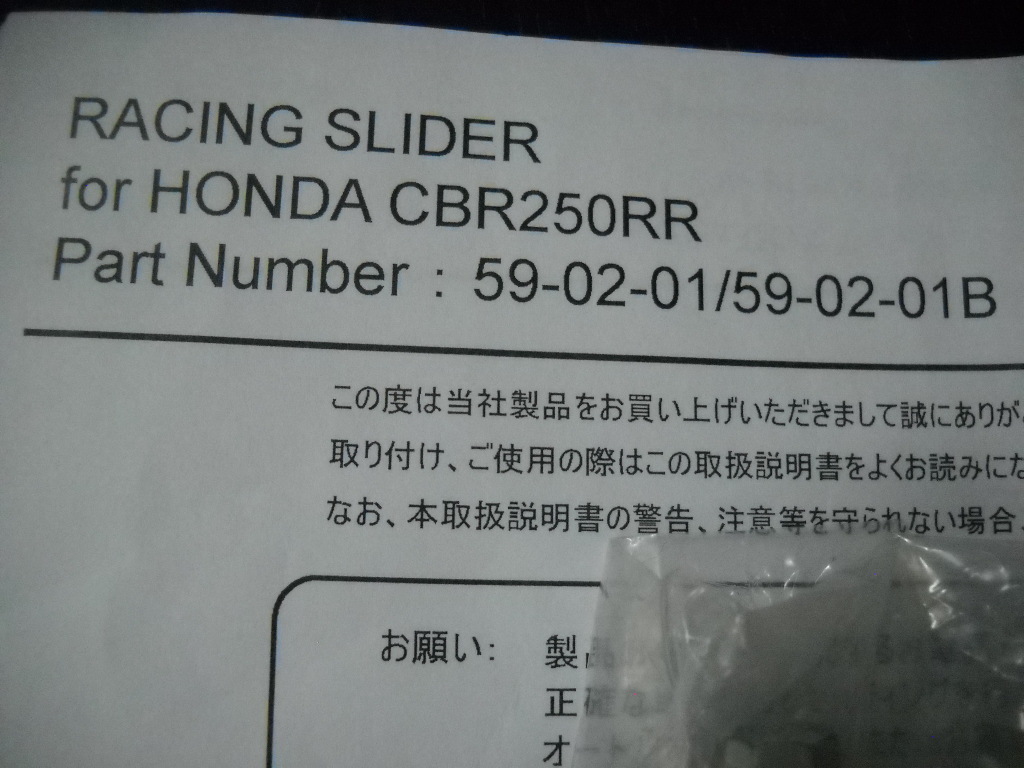 RACING SLIDER
for HONDA CBR250RR
Part Number : 59-02-01/59-02-01B
この度は当社製品をお買い上げいただきまして誠にありが
取り付け、ご使用の際はこの取扱説明書をよくお読みにな
なお、本取扱説明書の警告、注意等を守られない場合、
お願い: 製品
正確な
オート